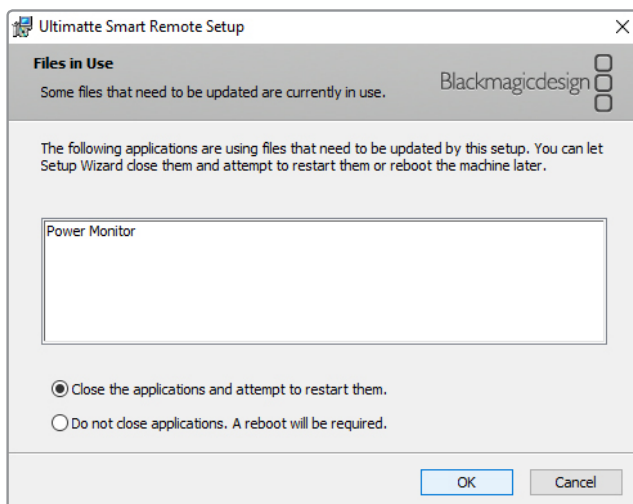 Ultimatte Smart Remote Setup
Files in Use
Some files that need to be updated are currently in use.
Blackmagicdesign
The following applications are using files that need to be updated by this setup. You can let
Setup Wizard close them and attempt to restart them or reboot the machine later.
Power Monitor
Close the applications and attempt to restart them.
Do not close applications. A reboot will be required.
OK
Cancel